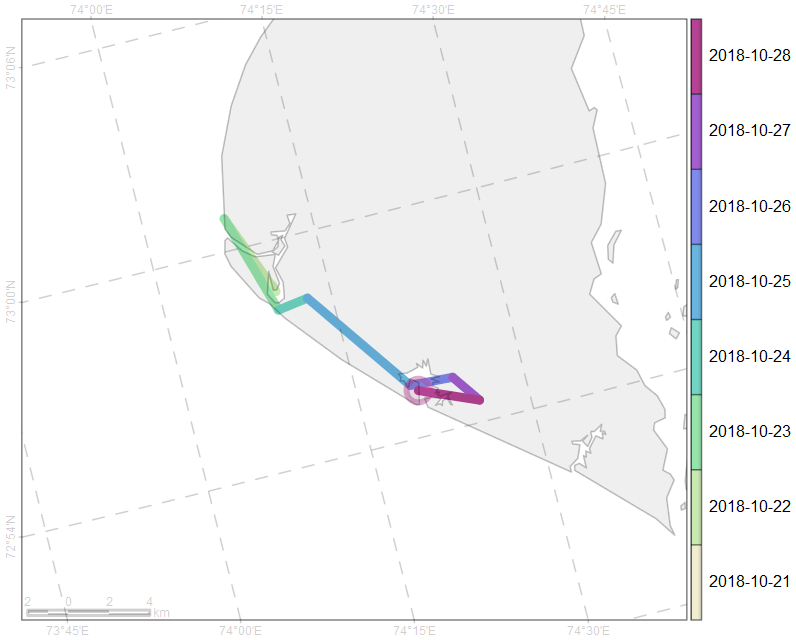 74°00'E 74°15'E 74°30'E 74°45'E
73°06'N
73°00'N
72°54'N
2018-10-28
2018-10-27
2018-10-26
2018-10-25
2018-10-24
2018-10-23
2018-10-22
2018-10-21
2 0 2 4
km
73°45'E 74°00'E 74°15'E 74°30'E